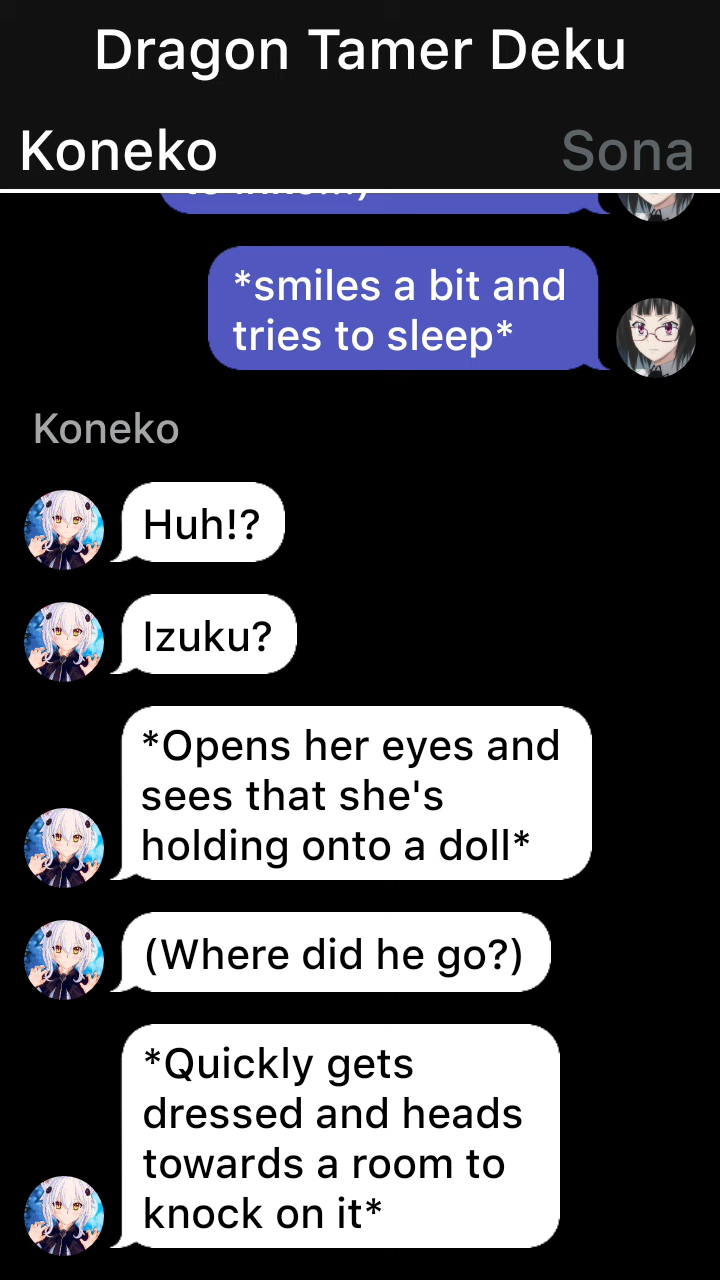 Dragon Tamer Deku
Koneko
Sona
*smiles a bit and
tries to sleep*
Koneko
Huh!?
Izuku?
*Opens her eyes and
sees that she's
holding onto a doll*
(Where did he go?)
*Quickly gets
dressed and heads
towards a room to
knock on it*